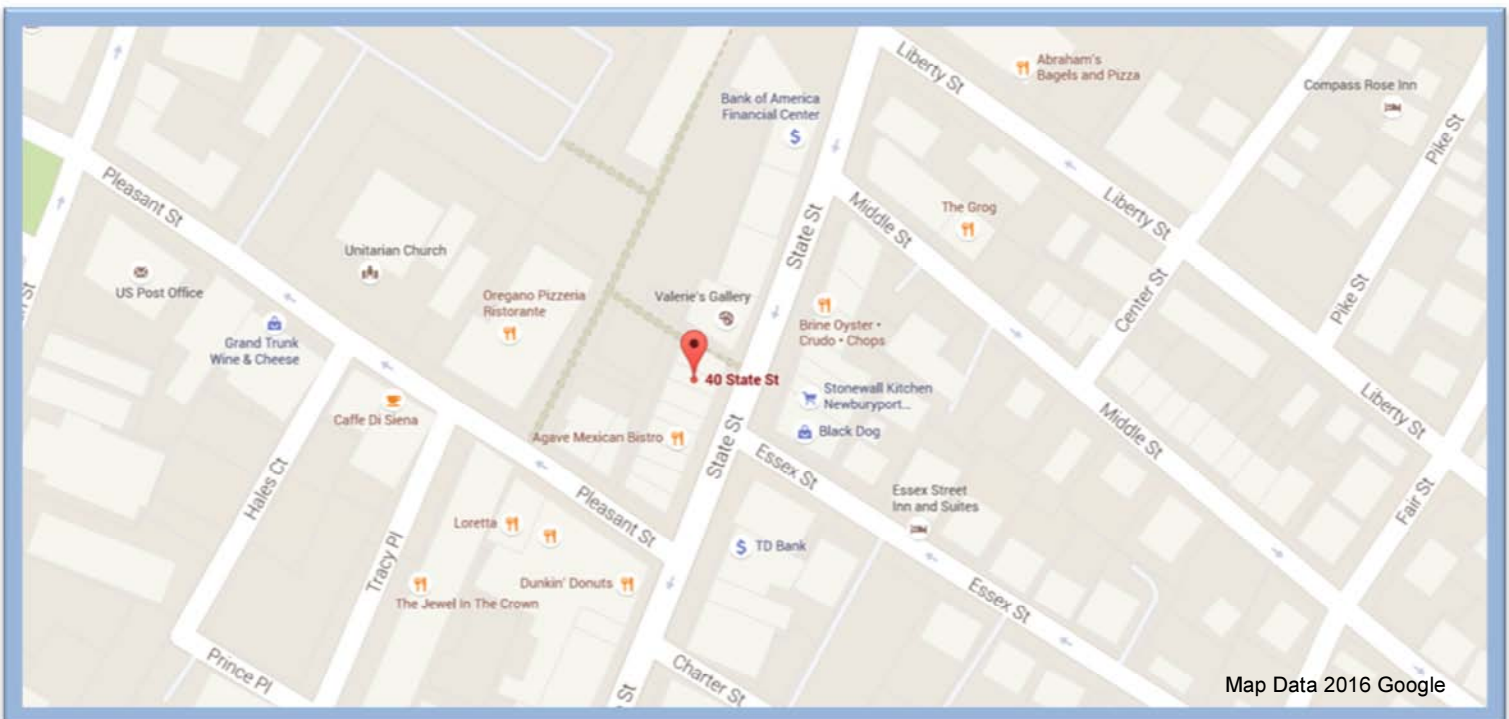 Liberty St
Abraham's
Bagels and Pizza
Compass Rose Inn
Bank of America
Financial Center
Pike St
Pleasant St
Liberty St
Middle St
The Grog
State St
Unitarian Church
US Post Office
Oregano Pizzeria
Ristorante
Valerie's Gallery
Center St
Pike St
St
Grand Trunk
Wine & Cheese
Brine Oyster •
Crudo • Chops
40 State St
Stonewall Kitchen
Newburyport...
Black Dog
Caffe Di Siena
Agave Mexican Bistro
State St
Liberty St
Middle St
Essex St
Hales Ct
Essex Street
Inn and Suites
Fair St
Pleasant St
Loretta
TD Bank
Tracy Pl
Dunkin' Donuts
The Jewel In The Crown
Essex St
Prince Pl
Charter St
St
Map Data 2016 Google